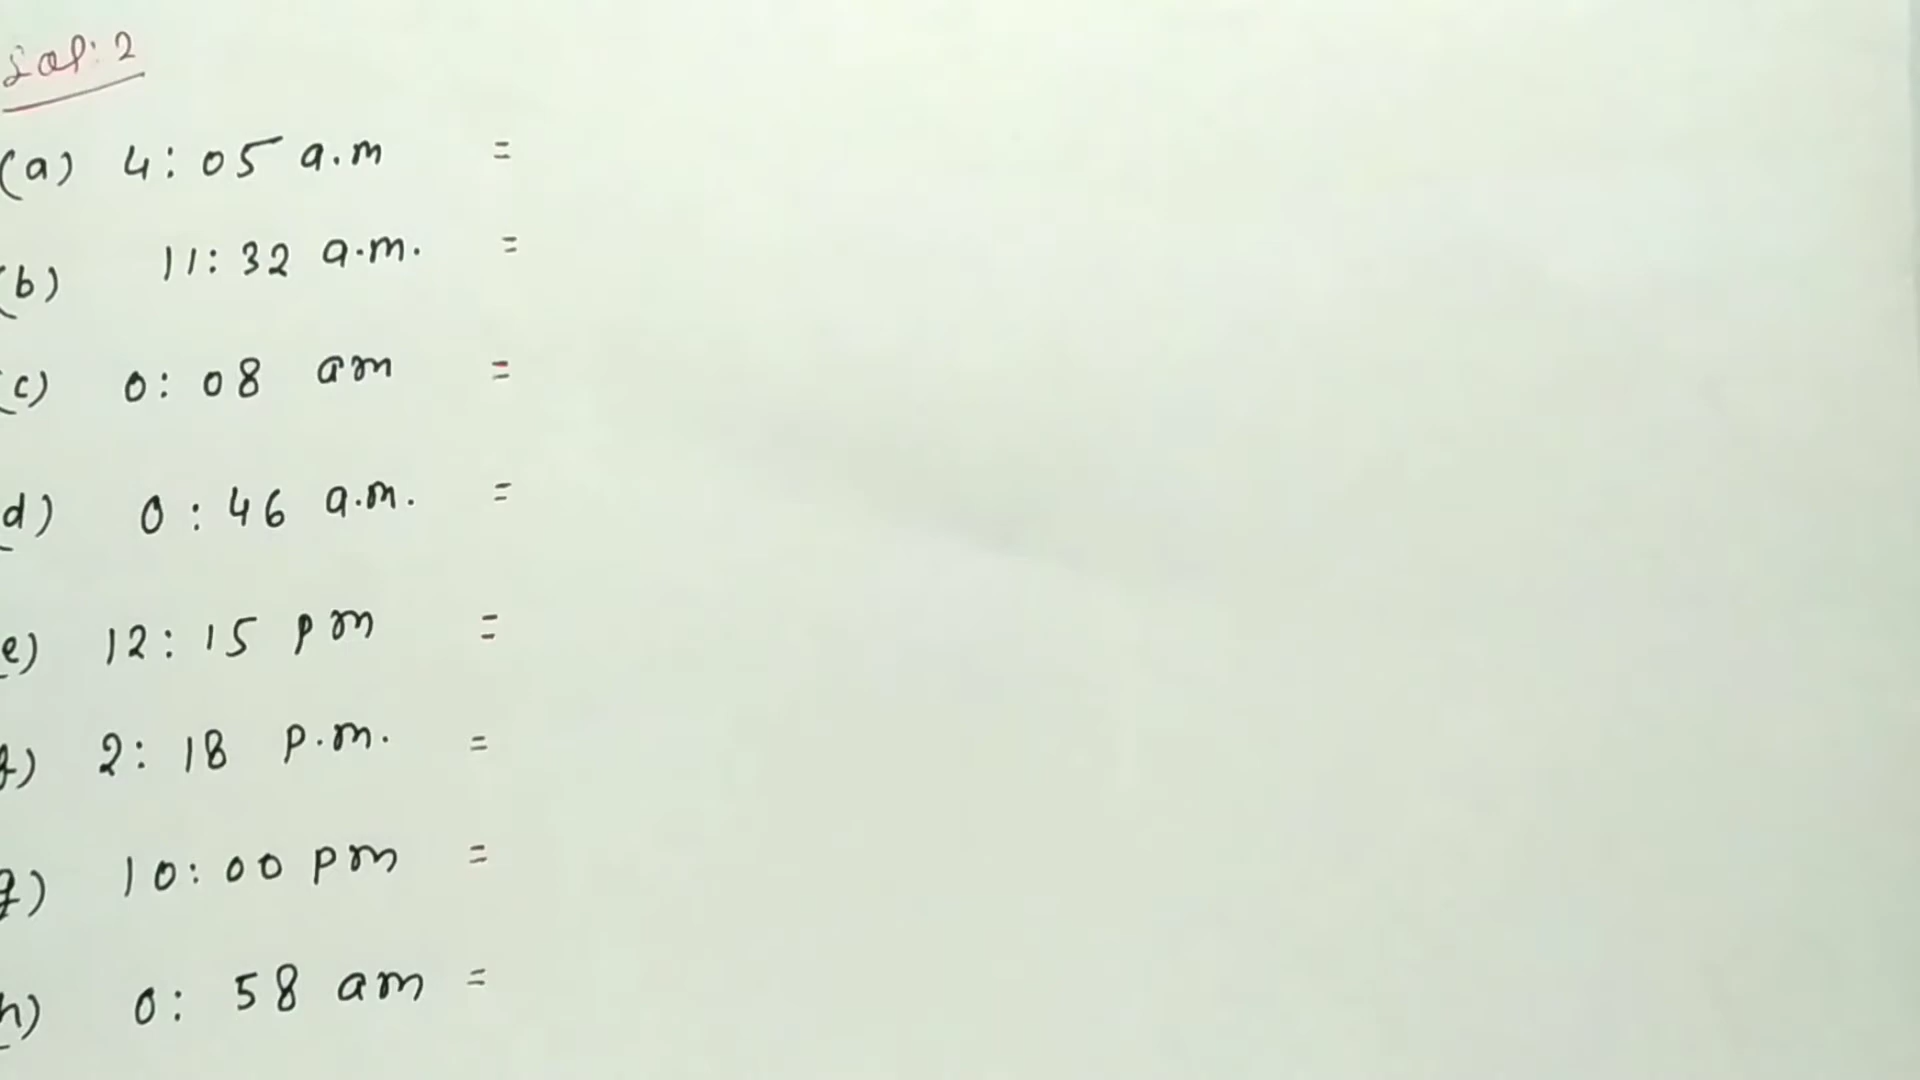 Sol: 2
(a) 4:05 a.m =
(b) 11:32 a.m. =
(c) 0:08 am =
d) 0:46 a.m. =
e) 12:15 pm =
f) 2:18 p.m. =
g) 10:00 pm =
h) 0:58 am =